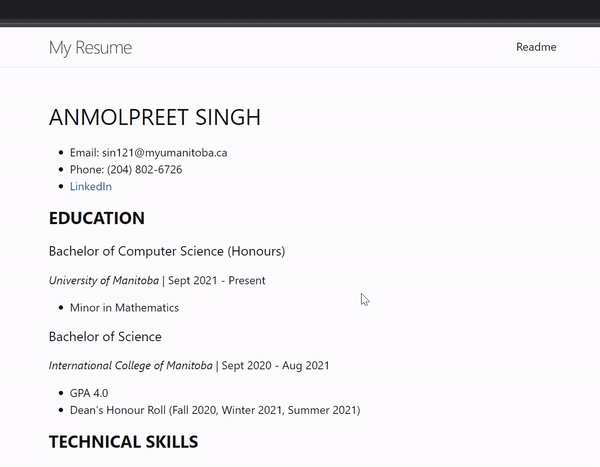 My Resume
Readme
ANMOLPREET SINGH
Email: sin121@myumanitoba.ca
Phone: (204) 802-6726
LinkedIn
EDUCATION
Bachelor of Computer Science (Honours)
University of Manitoba | Sept 2021 - Present
Minor in Mathematics
Bachelor of Science
International College of Manitoba | Sept 2020 - Aug 2021
GPA 4.0
Dean's Honour Roll (Fall 2020, Winter 2021, Summer 2021)
TECHNICAL SKILLS